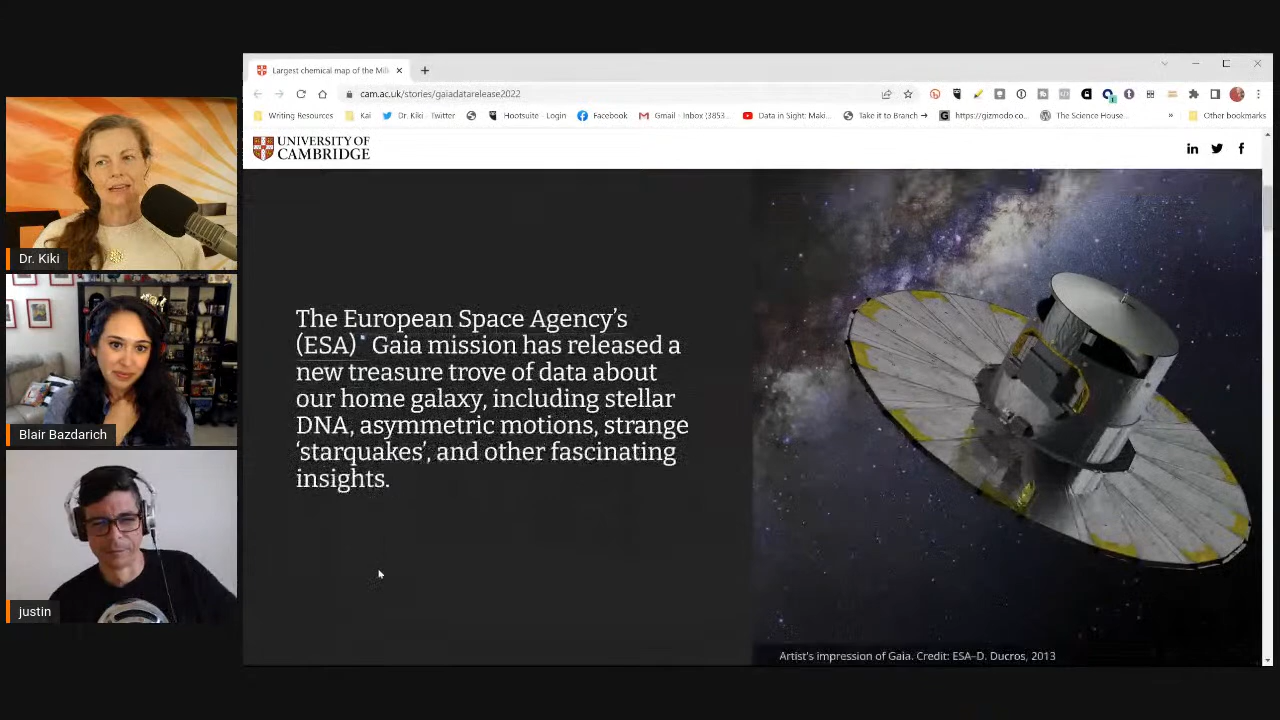 Dr. Kiki
Blair Bazdarich
justin
Largest chemical map of the Mil
cam.ac.uk/stories/gaiadatarelease2022
Writing Resources Kai Dr. Kiki - Twitter Hootsuite Login Facebook Gmail - Inbox (3853... Data in Sight: Maki... Take it to Branch → https://gizmodo.co... The Science House... » Other bookmarks
UNIVERSITY OF
CAMBRIDGE
The European Space Agency’s
(ESA) Gaia mission has released a
new treasure trove of data about
our home galaxy, including stellar
DNA, asymmetric motions, strange
‘starquakes’, and other fascinating
insights.
Artist's impression of Gaia. Credit: ESA–D. Ducros, 2013